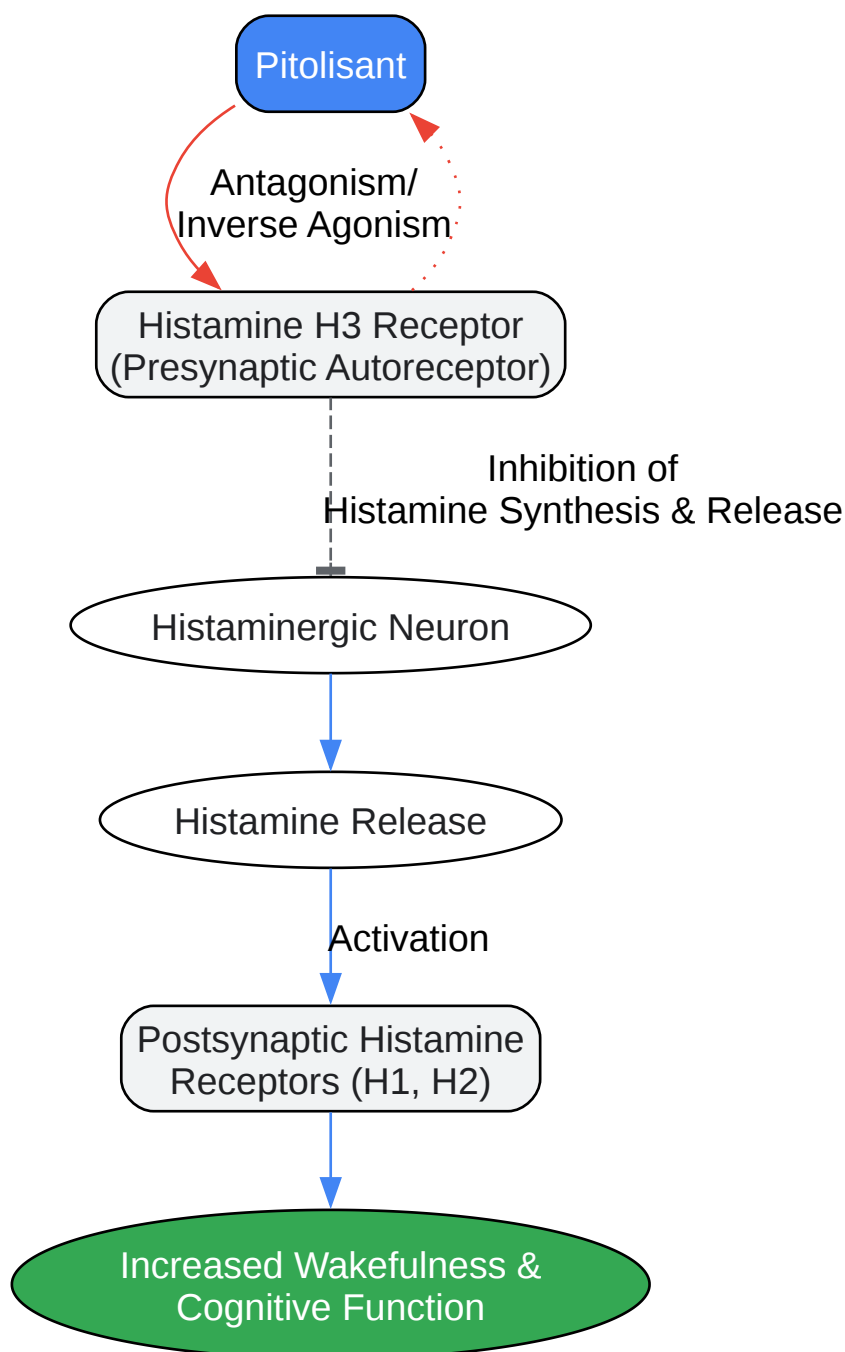 Pitolisant
Antagonism/
Inverse Agonism
Histamine H3 Receptor
(Presynaptic Autoreceptor)
Inhibition of
Histamine Synthesis & Release
Histaminergic Neuron
Histamine Release
Activation
Postsynaptic Histamine
Receptors (H1, H2)
Increased Wakefulness &
Cognitive Function